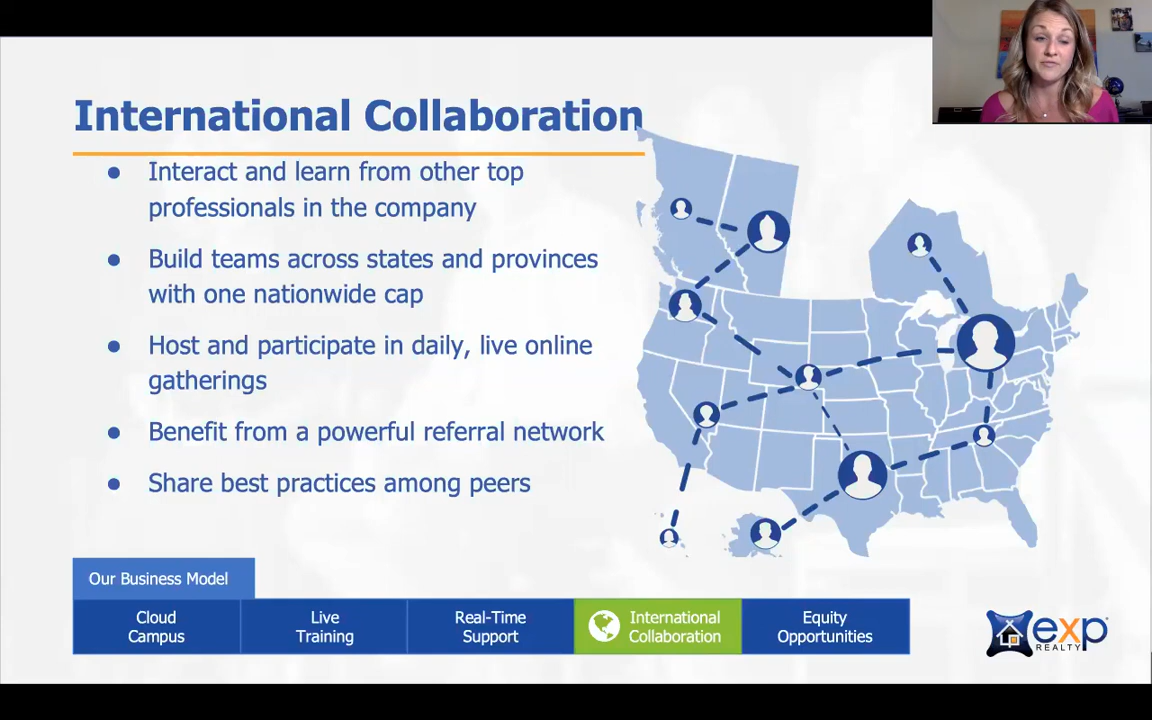 International Collaboration
● Interact and learn from other top
professionals in the company
● Build teams across states and provinces
with one nationwide cap
● Host and participate in daily, live online
gatherings
● Benefit from a powerful referral network
● Share best practices among peers
Our Business Model
Cloud
Campus
Live
Training
Real-Time
Support
International
Collaboration
Equity
Opportunities
exp
REALTY